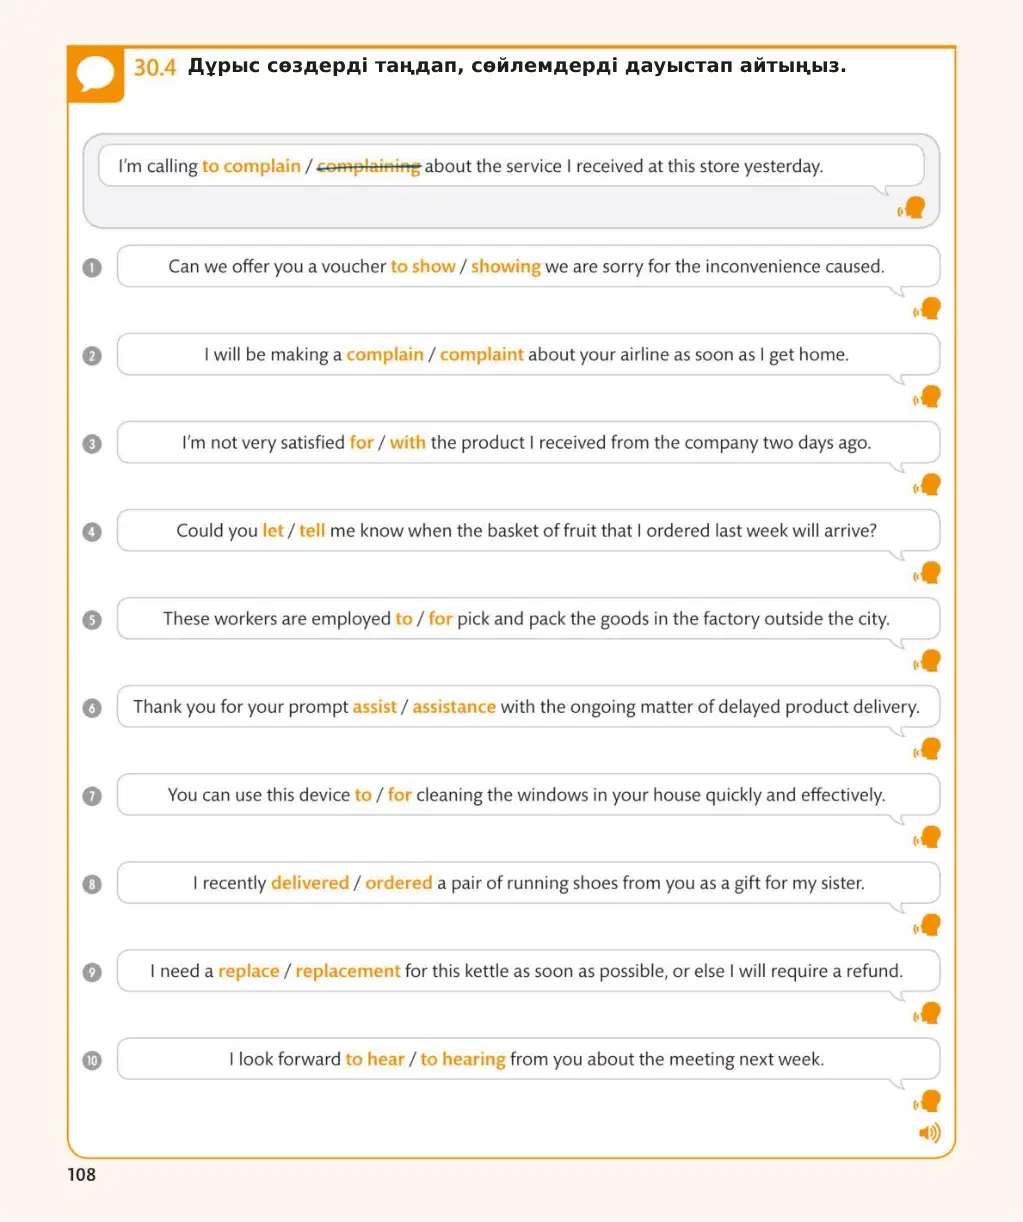 30.4 Дұрыс сөздерді таңдап, сөйлемдерді дауыстап айтыңыз.
I'm calling to complain / complaining about the service I received at this store yesterday.
1 Can we offer you a voucher to show / showing we are sorry for the inconvenience caused.
2 I will be making a complain / complaint about your airline as soon as I get home.
3 I'm not very satisfied for / with the product I received from the company two days ago.
4 Could you let / tell me know when the basket of fruit that I ordered last week will arrive?
5 These workers are employed to / for pick and pack the goods in the factory outside the city.
6 Thank you for your prompt assist / assistance with the ongoing matter of delayed product delivery.
7 You can use this device to / for cleaning the windows in your house quickly and effectively.
8 I recently delivered / ordered a pair of running shoes from you as a gift for my sister.
9 I need a replace / replacement for this kettle as soon as possible, or else I will require a refund.
10 I look forward to hear / to hearing from you about the meeting next week.
108